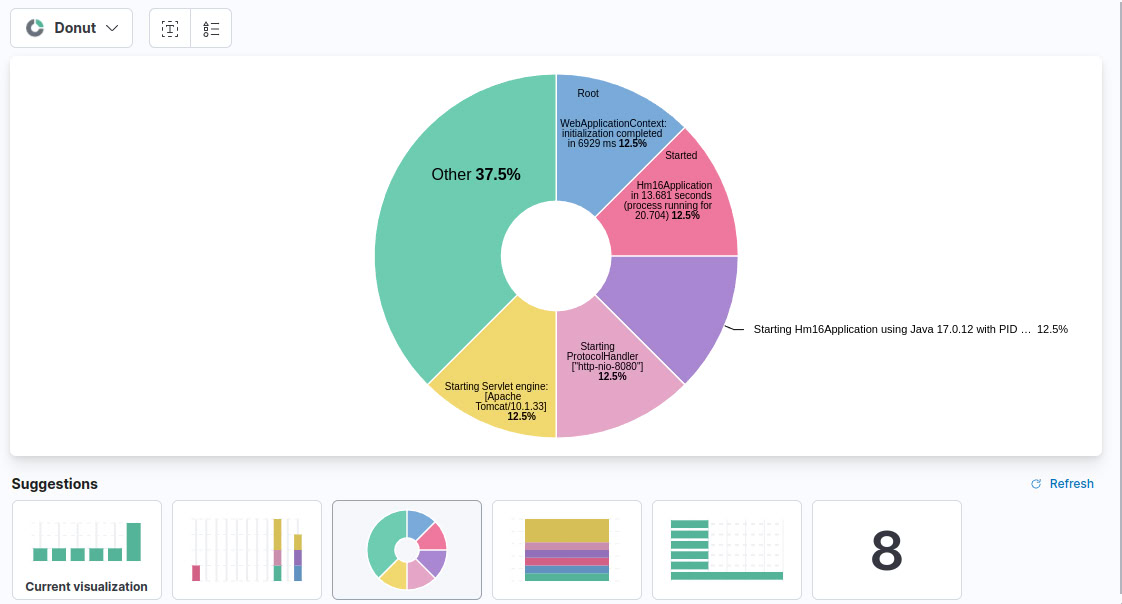 Donut
Root
WebApplicationContext:
initialization completed
in 6929 ms 12.5%
Started
Hm16Application
in 13.681 seconds
(process running for
20.704) 12.5%
Other 37.5%
Starting Hm16Application using Java 17.0.12 with PID … 12.5%
Starting
ProtocolHandler
["http-nio-8080"]
12.5%
Starting Servlet engine:
[Apache
Tomcat/10.1.33]
12.5%
Suggestions
Refresh
Current visualization
8